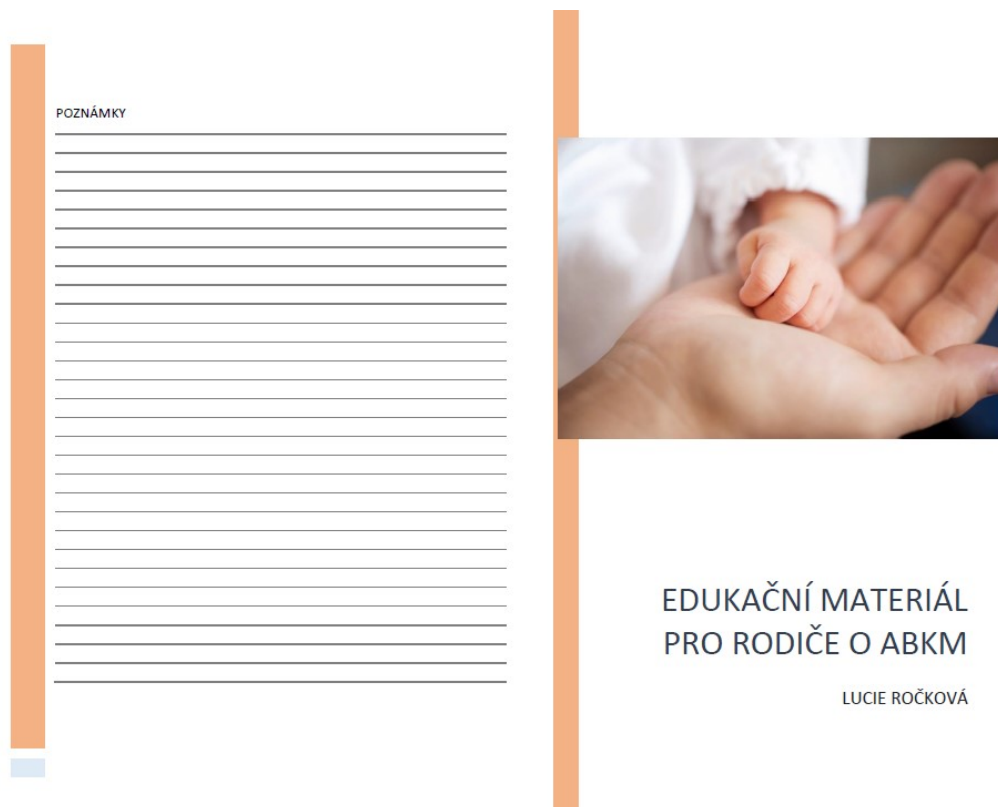 POZNÁMKY
EDUKAČNÍ MATERIÁL
PRO RODIČE O ABKM
LUCIE ROČKOVÁ